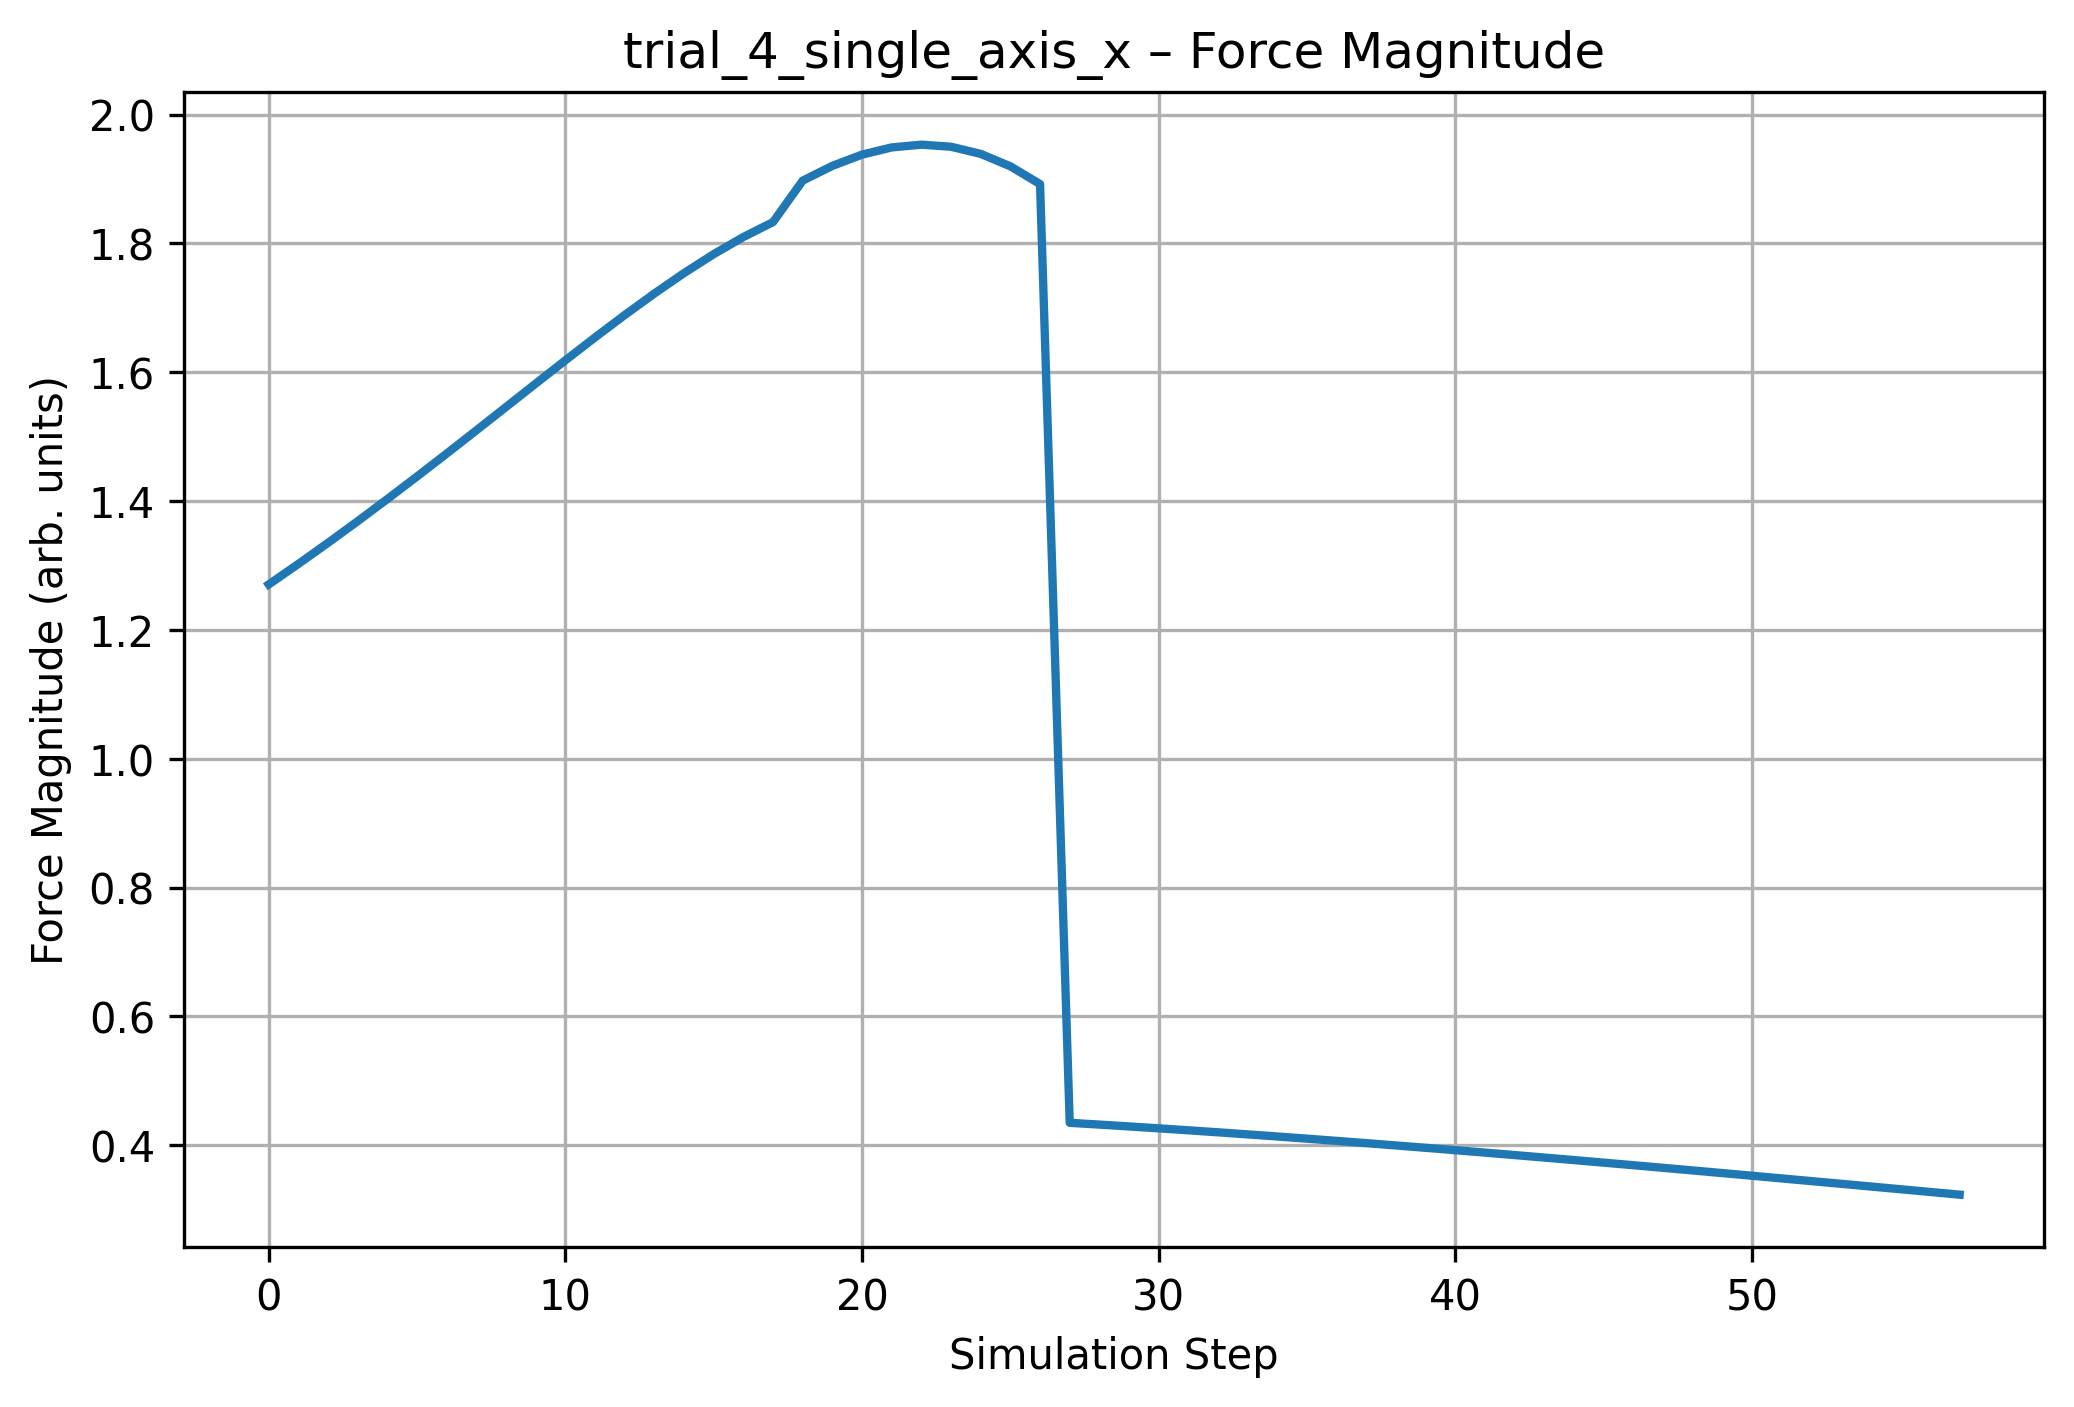 trial_4_single_axis_x – Force Magnitude
Force Magnitude (arb. units)
2.0
1.8
1.6
1.4
1.2
1.0
0.8
0.6
0.4
0 10 20 30 40 50
Simulation Step